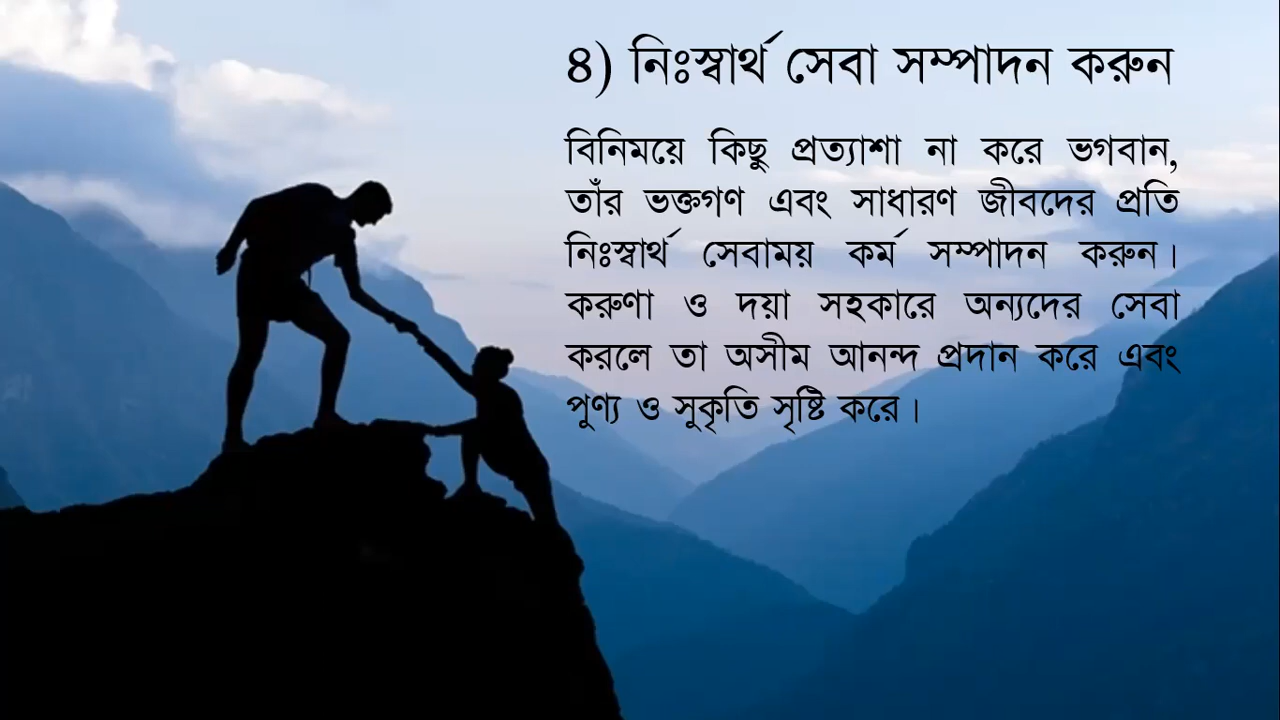 ৪) নিঃস্বার্থ সেবা সম্পাদন করুন
বিনিময়ে কিছু প্রত্যাশা না করে ভগবান,
তাঁর ভক্তগণ এবং সাধারণ জীবদের প্রতি
নিঃস্বার্থ সেবাময় কর্ম সম্পাদন করুন।
করুণা ও দয়া সহকারে অন্যদের সেবা
করলে তা অসীম আনন্দ প্রদান করে এবং
পুণ্য ও সুকৃতি সৃষ্টি করে।